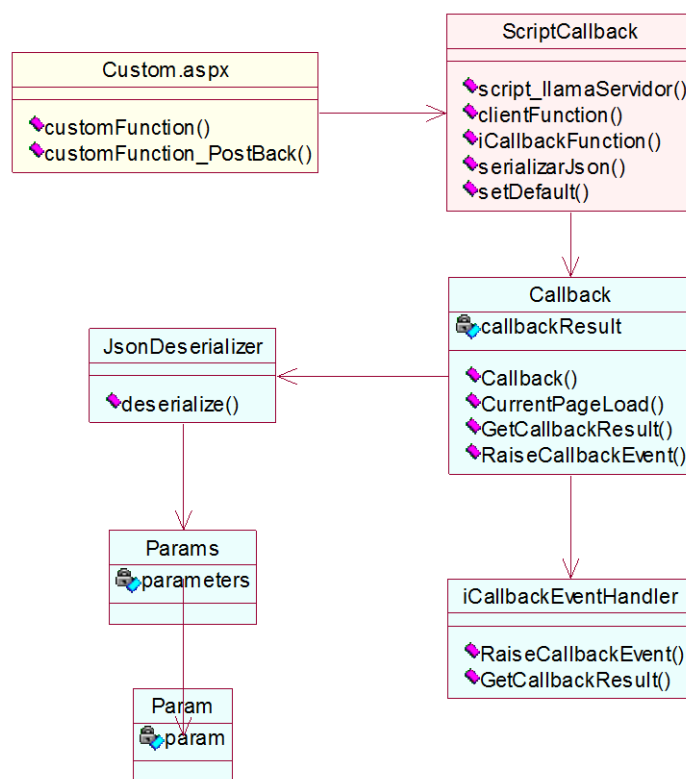 ScriptCallback
script_llamaServidor()
clientFunction()
iCallbackFunction()
serializarJson()
setDefault()
Custom.aspx
customFunction()
customFunction_PostBack()
Callback
callbackResult
Callback()
CurrentPageLoad()
GetCallbackResult()
RaiseCallbackEvent()
JsonDeserializer
deserialize()
Params
parameters
iCallbackEventHandler
RaiseCallbackEvent()
GetCallbackResult()
Param
param